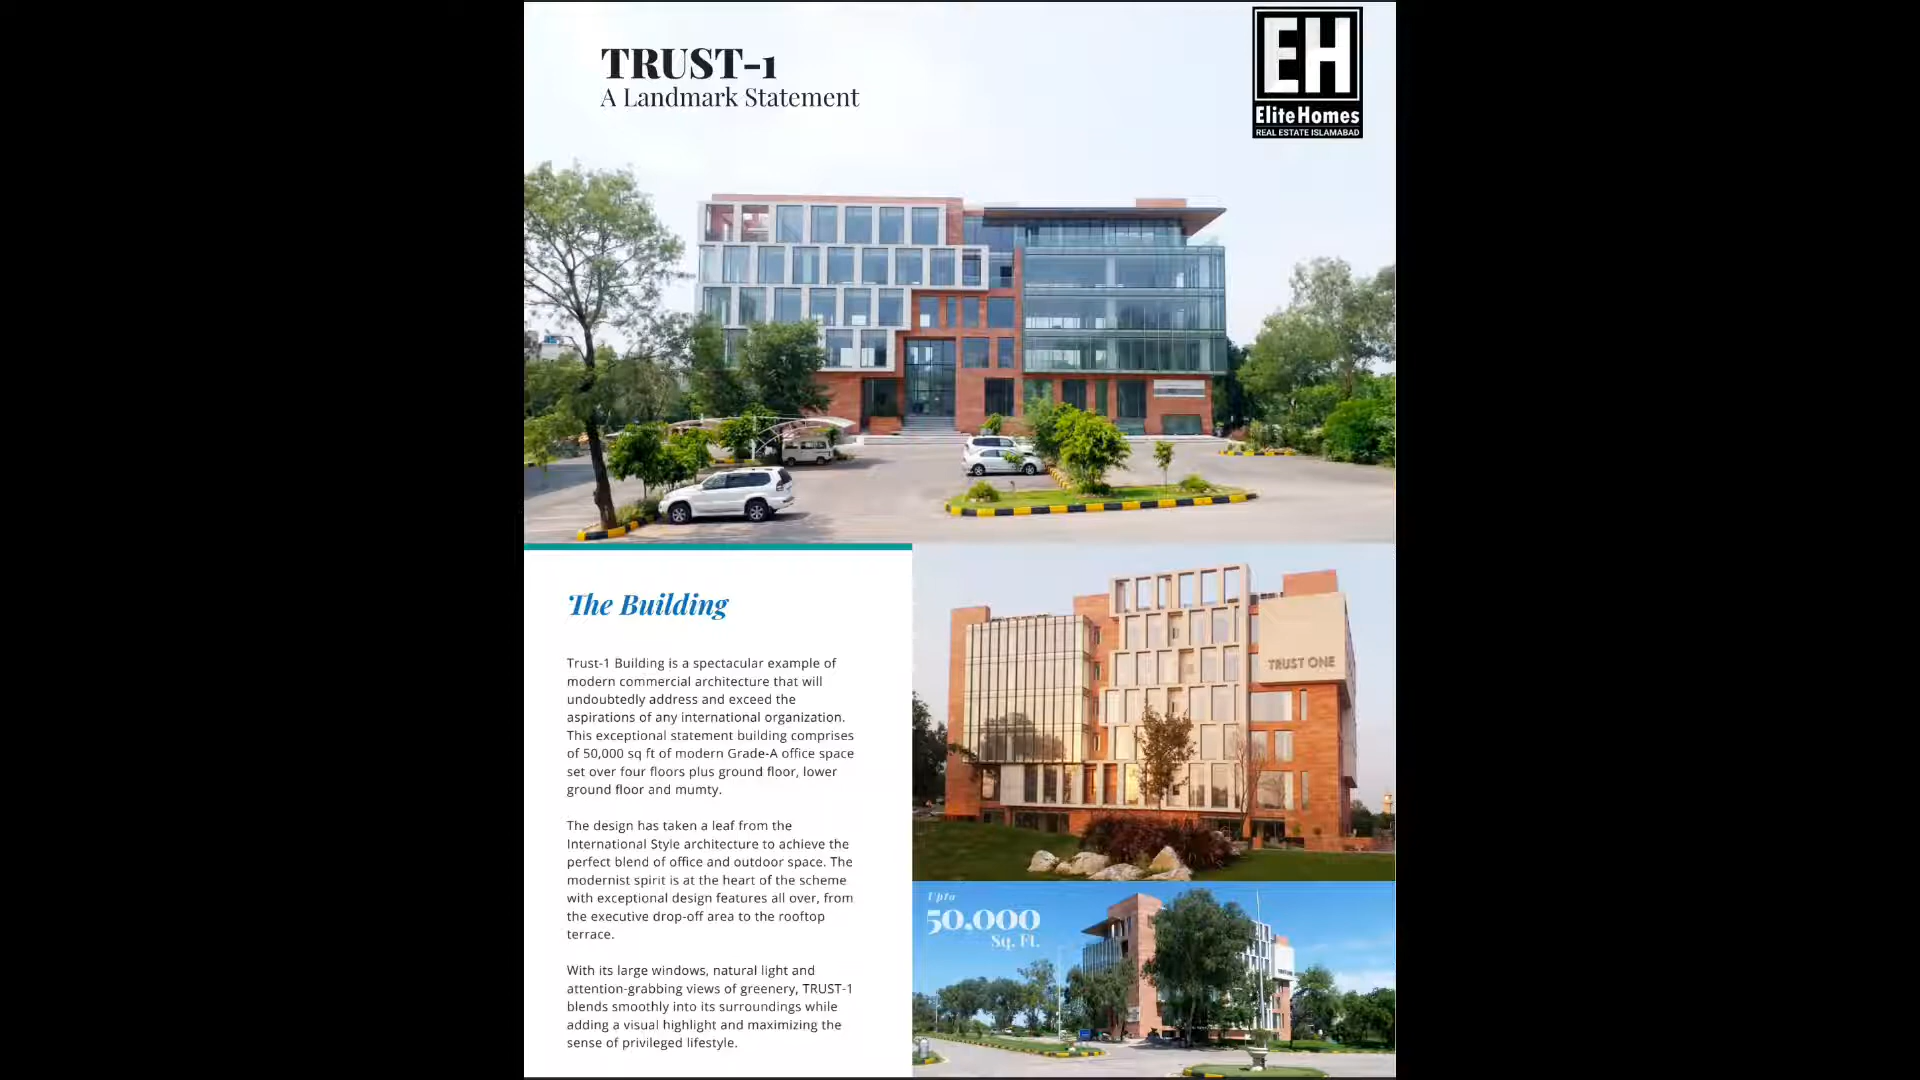 TRUST-1
A Landmark Statement
EH
EliteHomes
REAL ESTATE ISLAMABAD
The Building
Trust-1 Building is a spectacular example of
modern commercial architecture that will
undoubtedly address and exceed the
aspirations of any international organization.
This exceptional statement building comprises
of 50,000 sq ft of modern Grade-A office space
set over four floors plus ground floor, lower
ground floor and mumty.
The design has taken a leaf from the
International Style architecture to achieve the
perfect blend of office and outdoor space. The
modernist spirit is at the heart of the scheme
with exceptional design features all over, from
the executive drop-off area to the rooftop
terrace.
With its large windows, natural light and
attention-grabbing views of greenery, TRUST-1
blends smoothly into its surroundings while
adding a visual highlight and maximizing the
sense of privileged lifestyle.
TRUST ONE
Upto
50,000
Sq. Ft.